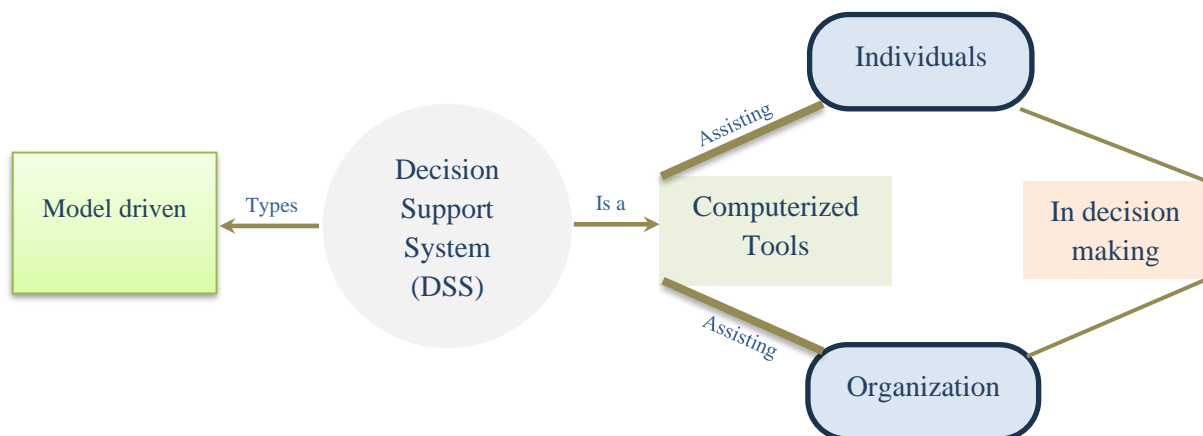 Individuals
Assisting
Model driven
Types
Decision
Support
System
(DSS)
Is a
Computerized
Tools
In decision
making
Assisting
Organization